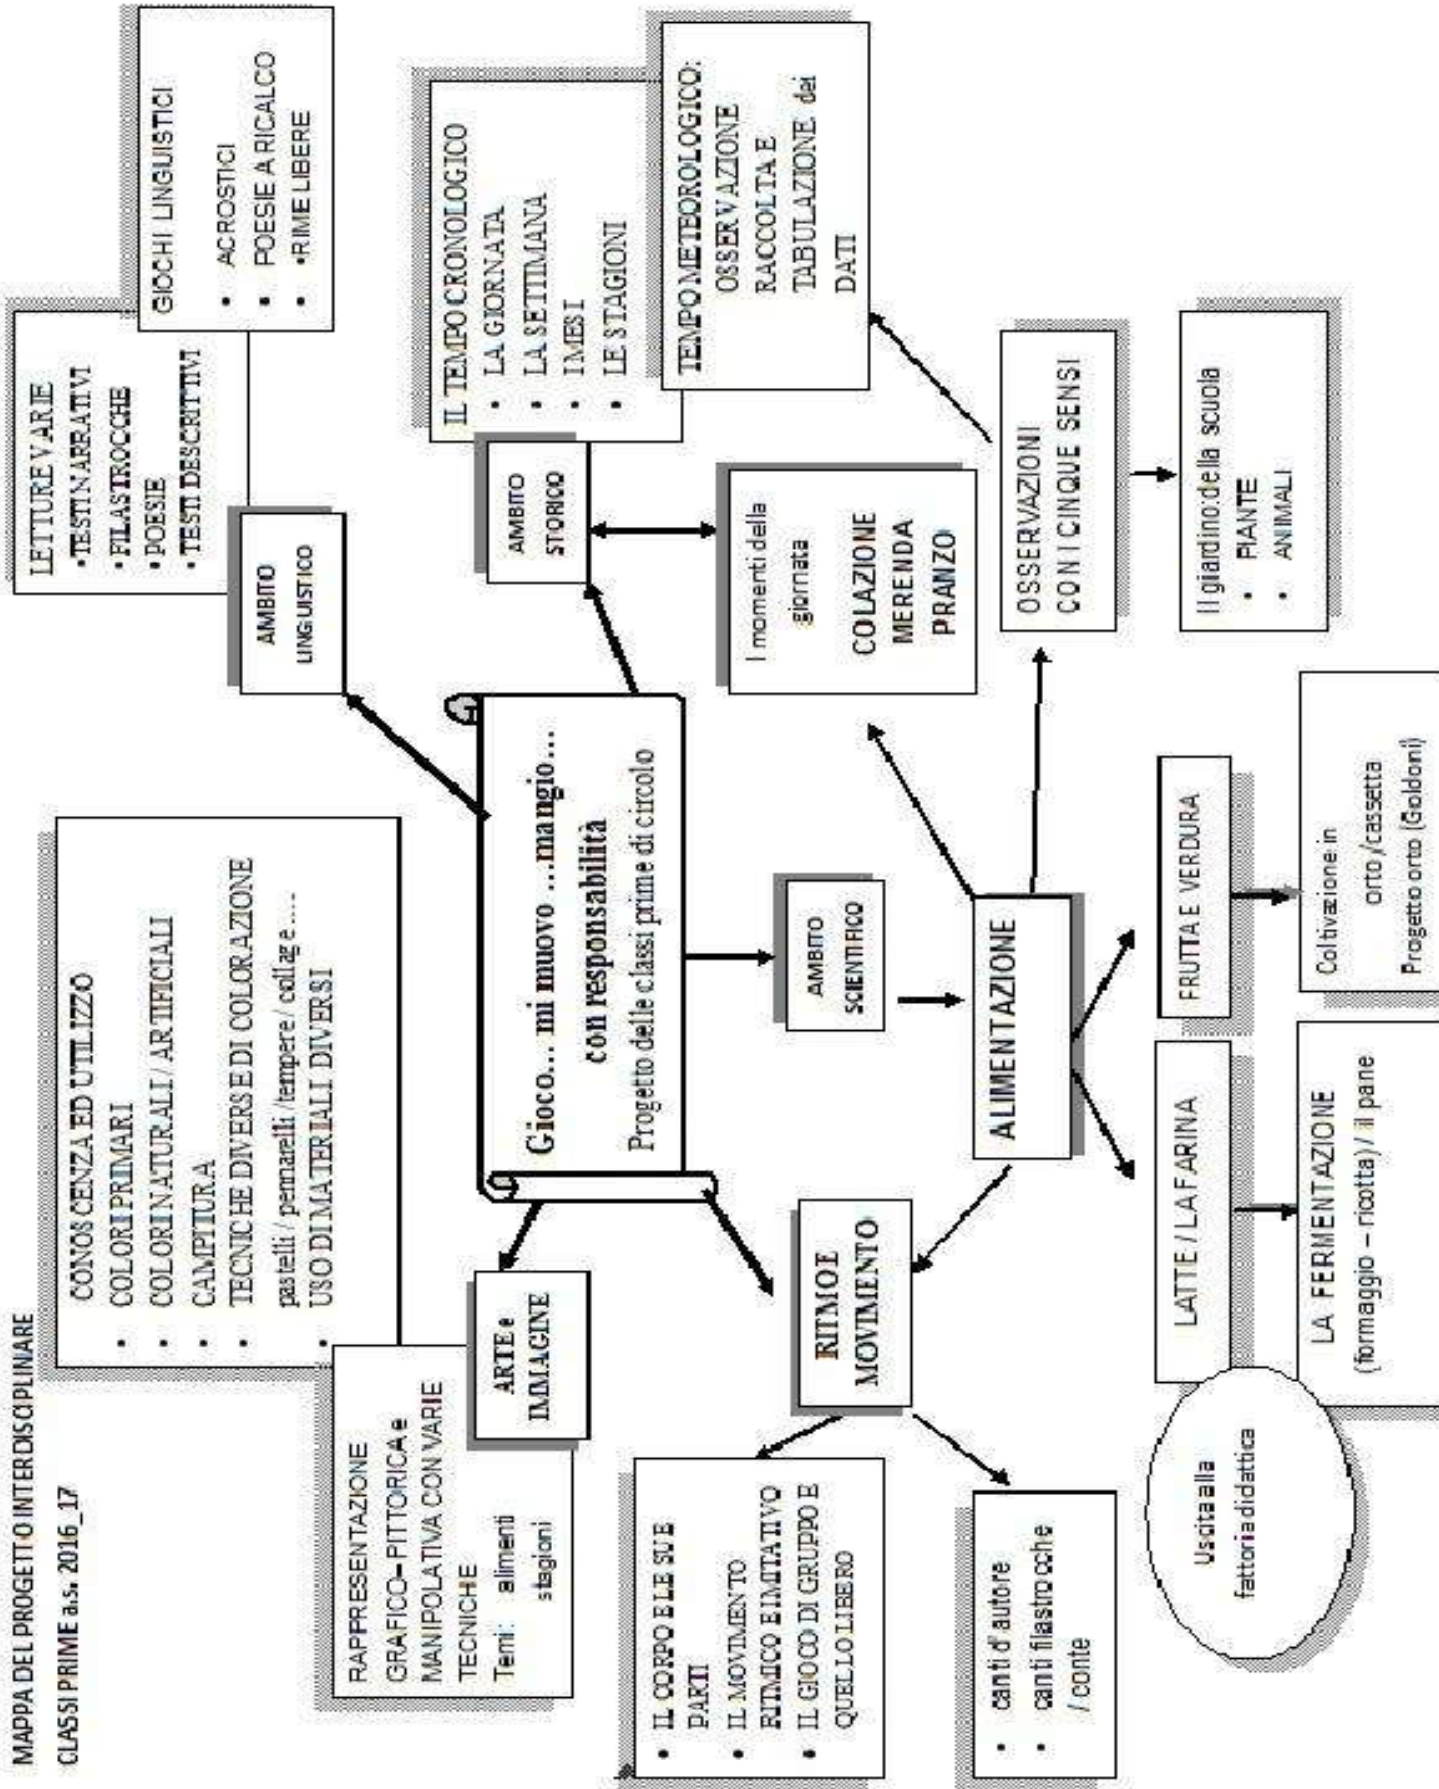 MAPPA DEL PROGETTO INTERDISCIPLINARE
CLASSI PRIME a.s. 2016_17
CONOSCENZA ED UTILIZZO
• COLORI PRIMARI
• COLORI NATURALI / ARTIFICIALI
• CAMPITURA
• TECNICHE DIVERSE DI COLORAZIONE
pastelli / pennarelli /tempere / collage.....
• USO DI MATERIALI DIVERSI
RAPPRESENTAZIONE
GRAFICO–PITTORICA e
MANIPOLATIVA CON VARIE
TECNICHE
Temi: alimenti
stagioni
ARTE e
IMMAGINE
LETTURE VARIE
•TESTI NARRATIVI
•FILASTROCCHE
•POESIE
•TESTI DESCRITTIVI
GIOCHI LINGUISTICI
• ACROSTICI
• POESIE A RICALCO
• •RIME LIBERE
AMBITO
LINGUISTICO
Gioco... mi muovo ...mangio...
con responsabilità
Progetto delle classi prime di circolo
AMBITO
STORICO
IL TEMPO CRONOLOGICO
• LA GIORNATA
• LA SETTIMANA
• I MESI
• LE STAGIONI
TEMPO METEOROLOGICO:
OSSERVAZIONE
RACCOLTA E
TABULAZIONE dei
DATI
I momenti della
giornata
COLAZIONE
MERENDA
PRANZO
AMBITO
SCIENTIFICO
RITMO E
MOVIMENTO
• IL CORPO E LE SUE
PARTI
• IL MOVIMENTO
RITMICO E IMITATIVO
• IL GIOCO DI GRUPPO E
QUELLO LIBERO
• canti d'autore
• canti filastrocche
/ conte
ALIMENTAZIONE
OSSERVAZIONI
CON I CINQUE SENSI
Il giardino della scuola
• PIANTE
• ANIMALI
LATTE / LA FARINA
FRUTTA E VERDURA
LA FERMENTAZIONE
(formaggio – ricotta) / il pane
Coltivazione in
orto /cassetta
Progetto orto (Goldoni)
Uscita alla
fattoria didattica